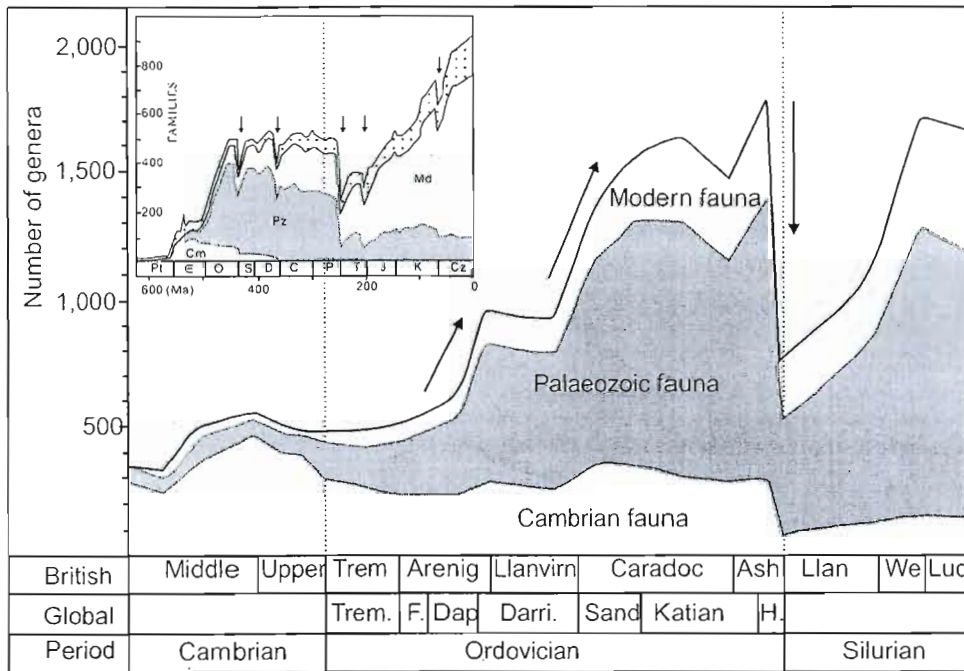 2,000
1,500
1,000
500
Number of genera
800
600
400
200
FAMILIES
Md
Pz
Cm
Pt Є O S D C P T J K Cz
600 (Ma) 400 200 0
Modern fauna
Palaeozoic fauna
Cambrian fauna
British Middle Upper Trem Arenig Llanvirn Caradoc Ash Llan We Luc
Global Trem. F. Dap Darri. Sand Katian H.
Period Cambrian Ordovician Silurian